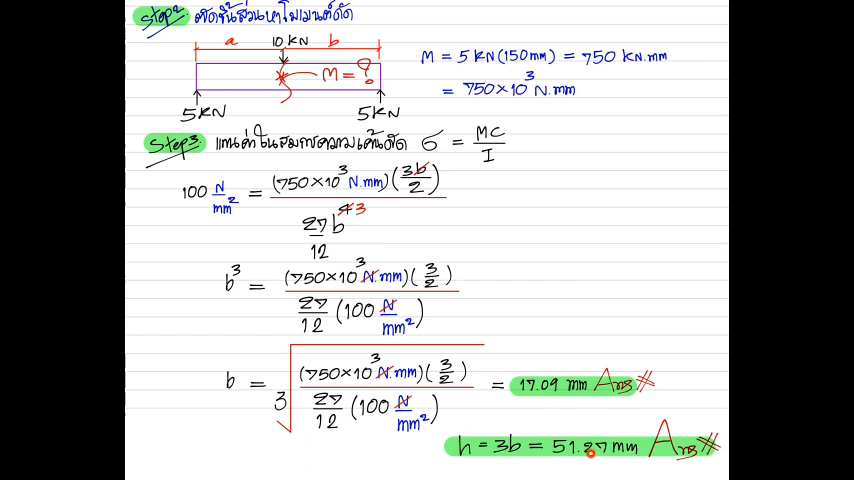 Step2 ตัดชิ้นส่วนหาโมเมนต์ดัด
a 10 KN b
M = ?
5KN 5KN
M = 5 KN(150mm) = 750 KN.mm
= 750×10³ N.mm
Step3 แทนค่าในสมการความเค้นดัด σ = MC/I
100 N/mm² = (750×10³ N.mm)(3b/2) / 27/12 b⁴ 3
b³ = (750×10³ N.mm)(3/2) / 27/12 (100 N/mm²)
b = 3√(750×10³ N.mm)(3/2) / 27/12 (100 N/mm²) = 17.09 mm Ans #
h = 3b = 51.27 mm Ans #